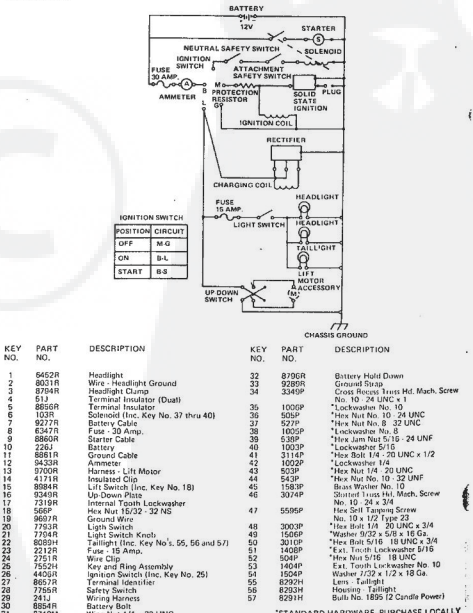 BATTERY
12V
STARTER
S
NEUTRAL SAFETY SWITCH
SOLENOID
IGNITION
SWITCH
ATTACHMENT
SAFETY SWITCH
FUSE
30 AMP.
A
AMMETER
B
M
PROTECTION
RESISTOR
G
L
SOLID
STATE
IGNITION
PLUG
IGNITION COIL
RECTIFIER
CHARGING COIL
FUSE
15 AMP.
LIGHT SWITCH
HEADLIGHT
HEADLIGHT
TAILLIGHT
LIFT
MOTOR
ACCESSORY
M
UP DOWN
SWITCH
CHASSIS GROUND
IGNITION SWITCH
POSITION CIRCUIT
OFF M-G
ON B-L
START B-S
KEY NO. PART NO. DESCRIPTION
1 6452R Headlight
2 8031R Wire - Headlight Ground
3 8794R Headlight Clamp
4 51J Terminal Insulator (Dual)
5 8856R Terminal Insulator
6 103R Solenoid (Inc. Key No. 37 thru 40)
7 9277R Battery Cable
8 6347R Fuse - 30 Amp.
9 8860R Starter Cable
10 226J Battery
11 8861R Ground Cable
12 9433R Ammeter
13 9700R Harness - Lift Motor
14 4171R Insulated Clip
15 8984R Lift Switch (Inc. Key No. 18)
16 9349R Up-Down Plate
17 7319R Internal Tooth Lockwasher
18 566P Hex Nut 15/32 - 32 NS
19 9697R Ground Wire
20 7793R Ligth Switch
21 7794R Light Switch Knob
22 8089H Taillight (Inc. Key No's. 55, 56 and 57)
23 2212R Fuse - 15 Amp.
24 2751R Wire Clip
25 7552H Key and Ring Assembly
26 4406R Ignition Switch (Inc. Key No. 25)
27 8657R Terminal Identifier
28 7755R Safety Switch
29 241J Wiring Harness
30 8854R Battery Bolt
KEY NO. PART NO. DESCRIPTION
32 8796R Battery Hold Down
33 9289R Ground Strap
34 3349P Cross Recess Truss Hd. Mach. Screw
No. 10 - 24 UNC x 1
35 1006P *Lockwasher No. 10
36 505P *Hex Nut No. 10 - 24 UNC
37 527P *Hex Nut No. 8 32 UNC
38 1005P *Lockwasher No. 8
39 539P *Hex Jam Nut 5/16 - 24 UNF
40 1003P *Lockwasher 5/16
41 3114P *Hex Bolt 1/4 - 20 UNC x 1/2
42 1002P *Lockwasher 1/4
43 503P *Hex Nut 1/4 - 20 UNC
44 543P *Hex Nut No. 10 - 32 UNF
45 1583P Brass Washer No. 10
46 3074P Slotted Truss Hd. Mach. Screw
No. 10 - 24 x 3/4
47 5595P Hex Self Tapping Screw
No. 10 x 1/2 Type 23
48 3003P *Hex Bolt 1/4 20 UNC x 3/4
49 1506P *Washer 9/32 x 5/8 x 16 Ga.
50 3010P *Hex Bolt 5/16 18 UNC x 3/4
51 1408P *Ext. Tooth Lockwasher 5/16
52 504P *Hex Nut 5/16 18 UNC
53 1404P Ext. Tooth Lockwasher No. 10
54 1504P Washer 7/32 x 1/2 x 18 Ga.
55 8292H Lens - Taillight
56 8293H Housing - Taillight
57 8291H Bulb No. 1895 (2 Candle Power)
*STANDARD HARDWARE PURCHASE LOCALLY